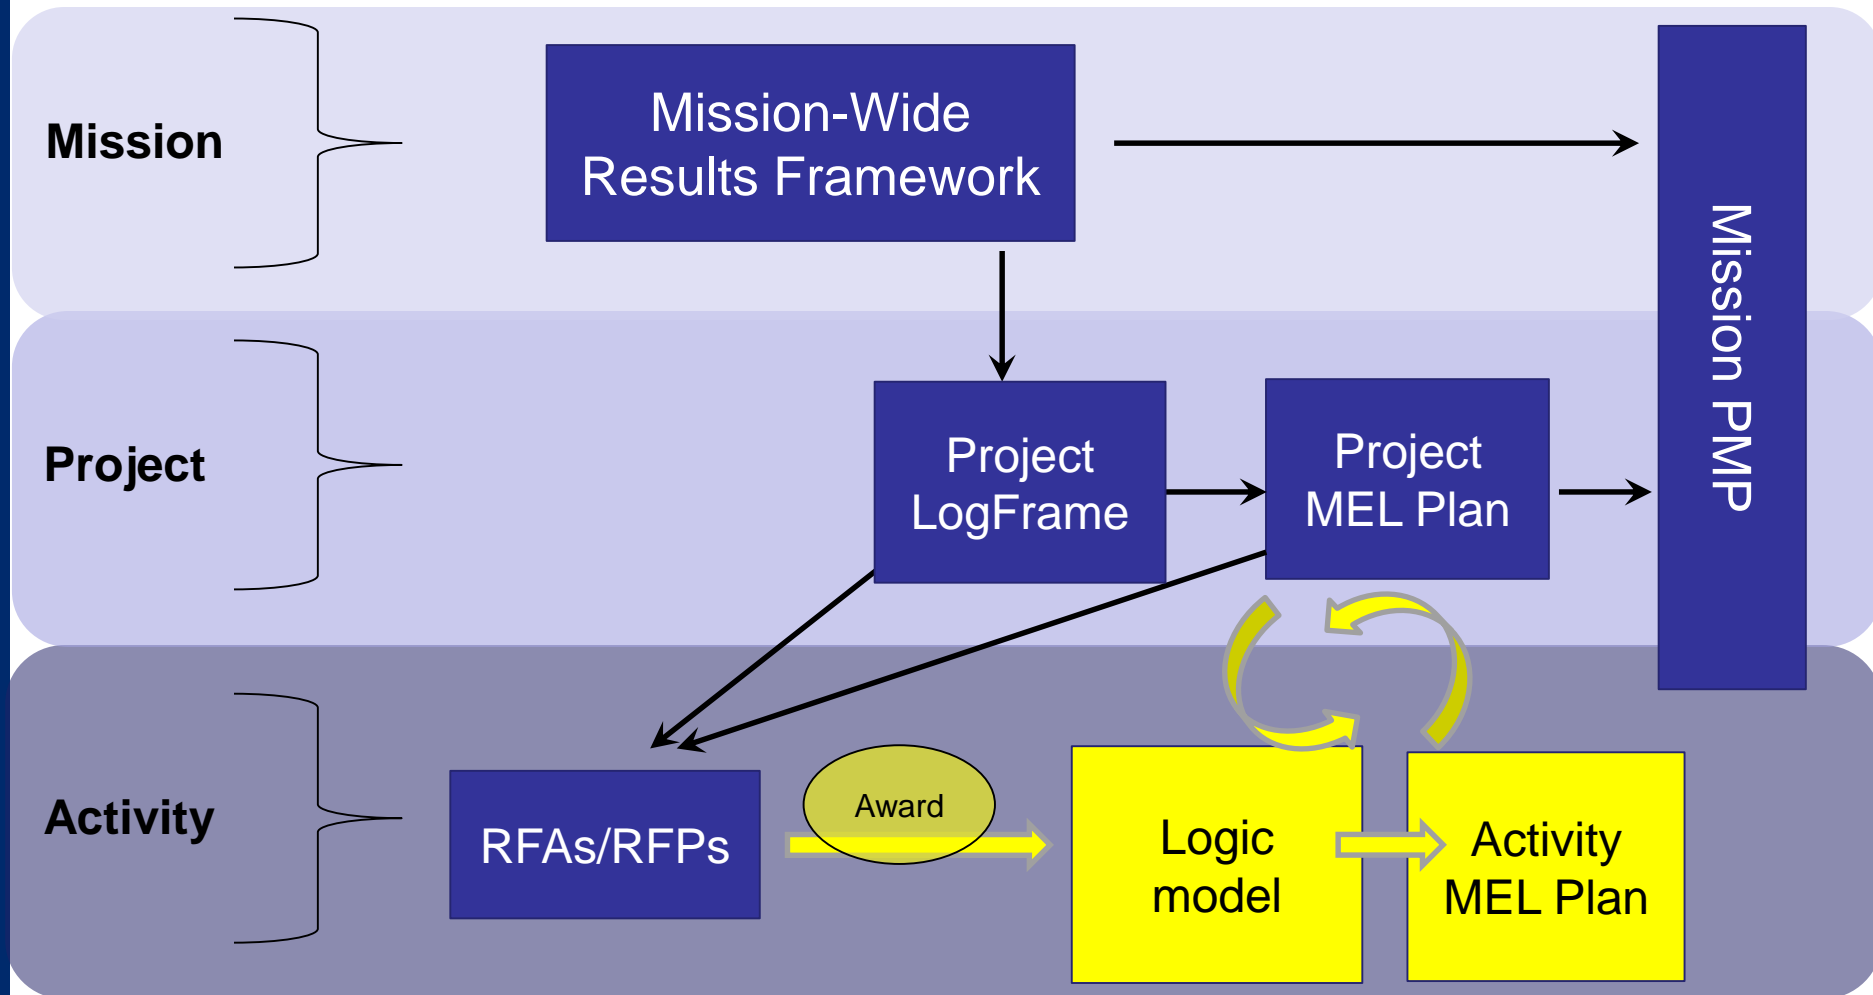 Mission
Mission-Wide
Results Framework
Mission PMP
Project
Project
LogFrame
Project
MEL Plan
Activity
RFAs/RFPs
Award
Logic
model
Activity
MEL Plan